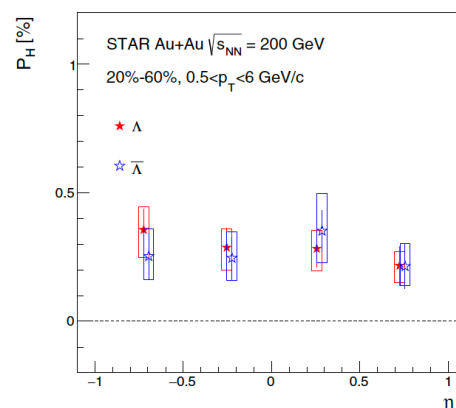 P_H [%]
STAR Au+Au √s_NN = 200 GeV
20%-60%, 0.5<p_T<6 GeV/c
1
Λ
Λ̅
0.5
0
−1 −0.5 0 0.5 1
η